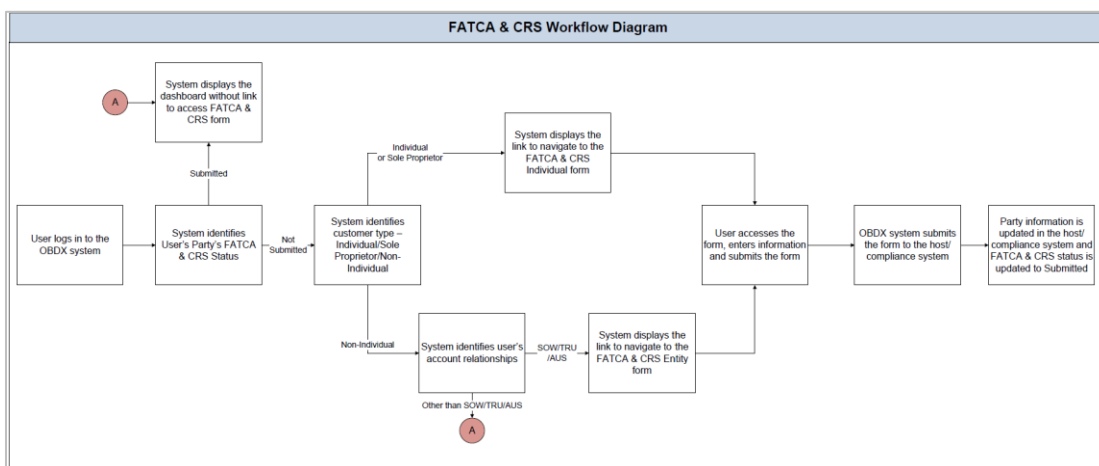 FATCA & CRS Workflow Diagram
A
System displays the
dashboard without link
to access FATCA &
CRS form
Submitted
Individual
or Sole Proprietor
System displays the
link to navigate to the
FATCA & CRS
Individual form
User logs in to the
OBDX system
System identifies
User's Party's FATCA
& CRS Status
Not
Submitted
System identifies
customer type –
Individual/Sole
Proprietor/Non-
Individual
User accesses the
form, enters information
and submits the form
OBDX system submits
the form to the host/
compliance system
Party information is
updated in the host/
compliance system and
FATCA & CRS status is
updated to Submitted
Non-Individual
System identifies user's
account relationships
SOW/TRU
/AUS
System displays the
link to navigate to the
FATCA & CRS Entity
form
Other than SOW/TRU/AUS
A